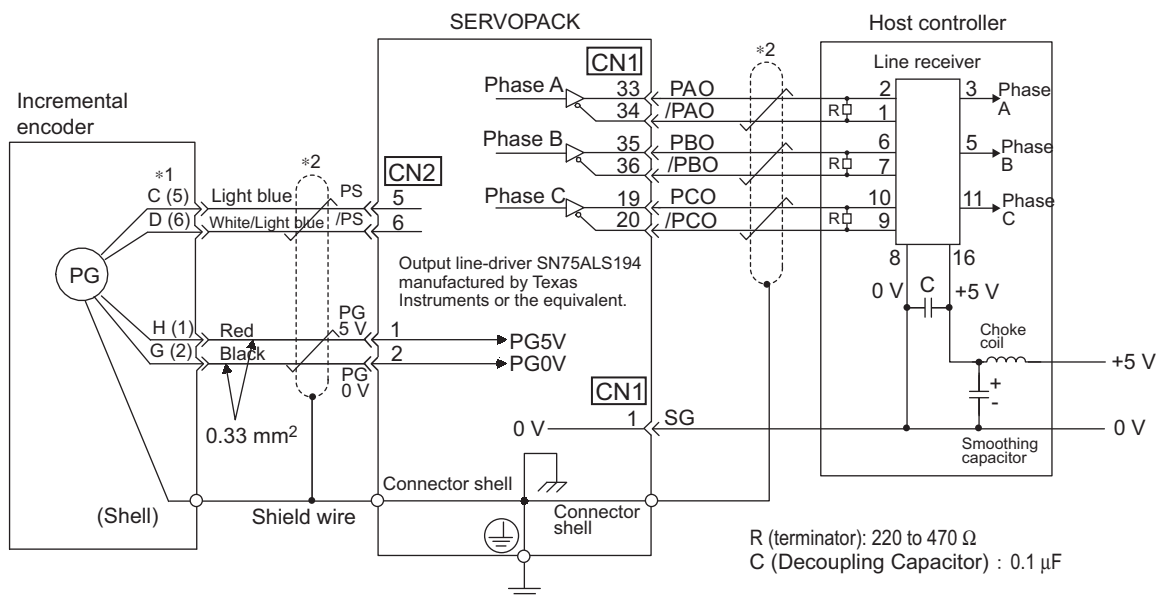 SERVOPACK
Host controller
Incremental
encoder
*1
C (5)
D (6)
PG
H (1)
G (2)
Light blue
White/Light blue
Red
Black
0.33 mm²
*2
PS
/PS
PG
5 V
PG
0 V
CN2
5
6
1
2
PG5V
PG0V
Output line-driver SN75ALS194
manufactured by Texas
Instruments or the equivalent.
CN1
Phase A
33 PAO
34 /PAO
Phase B
35 PBO
36 /PBO
Phase C
19 PCO
20 /PCO
*2
Line receiver
R
2
1
3
Phase
A
R
6
7
5
Phase
B
R
10
9
11
Phase
C
8
16
0 V
C
+5 V
Choke
coil
+5 V
+
-
Smoothing
capacitor
0 V
CN1
0 V
1 SG
(Shell)
Shield wire
Connector shell
Connector
shell
R (terminator): 220 to 470 Ω
C (Decoupling Capacitor) : 0.1 μF